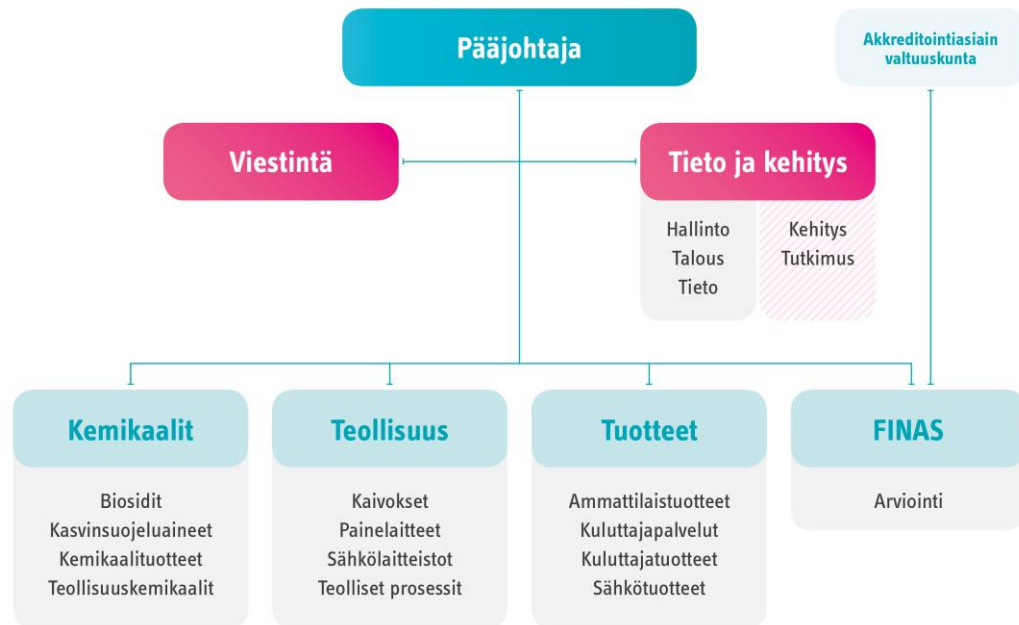 Pääjohtaja
Akkreditointiasiain
valtuuskunta
Viestintä
Tieto ja kehitys
Hallinto
Talous
Tieto
Kehitys
Tutkimus
Kemikaalit
Biosidit
Kasvinsuojeluaineet
Kemikaalituotteet
Teollisuuskemikaalit
Teollisuus
Kaivokset
Painelaitteet
Sähkölaitteistot
Teolliset prosessit
Tuotteet
Ammattilaistuotteet
Kuluttajapalvelut
Kuluttajatuotteet
Sähkötuotteet
FINAS
Arviointi